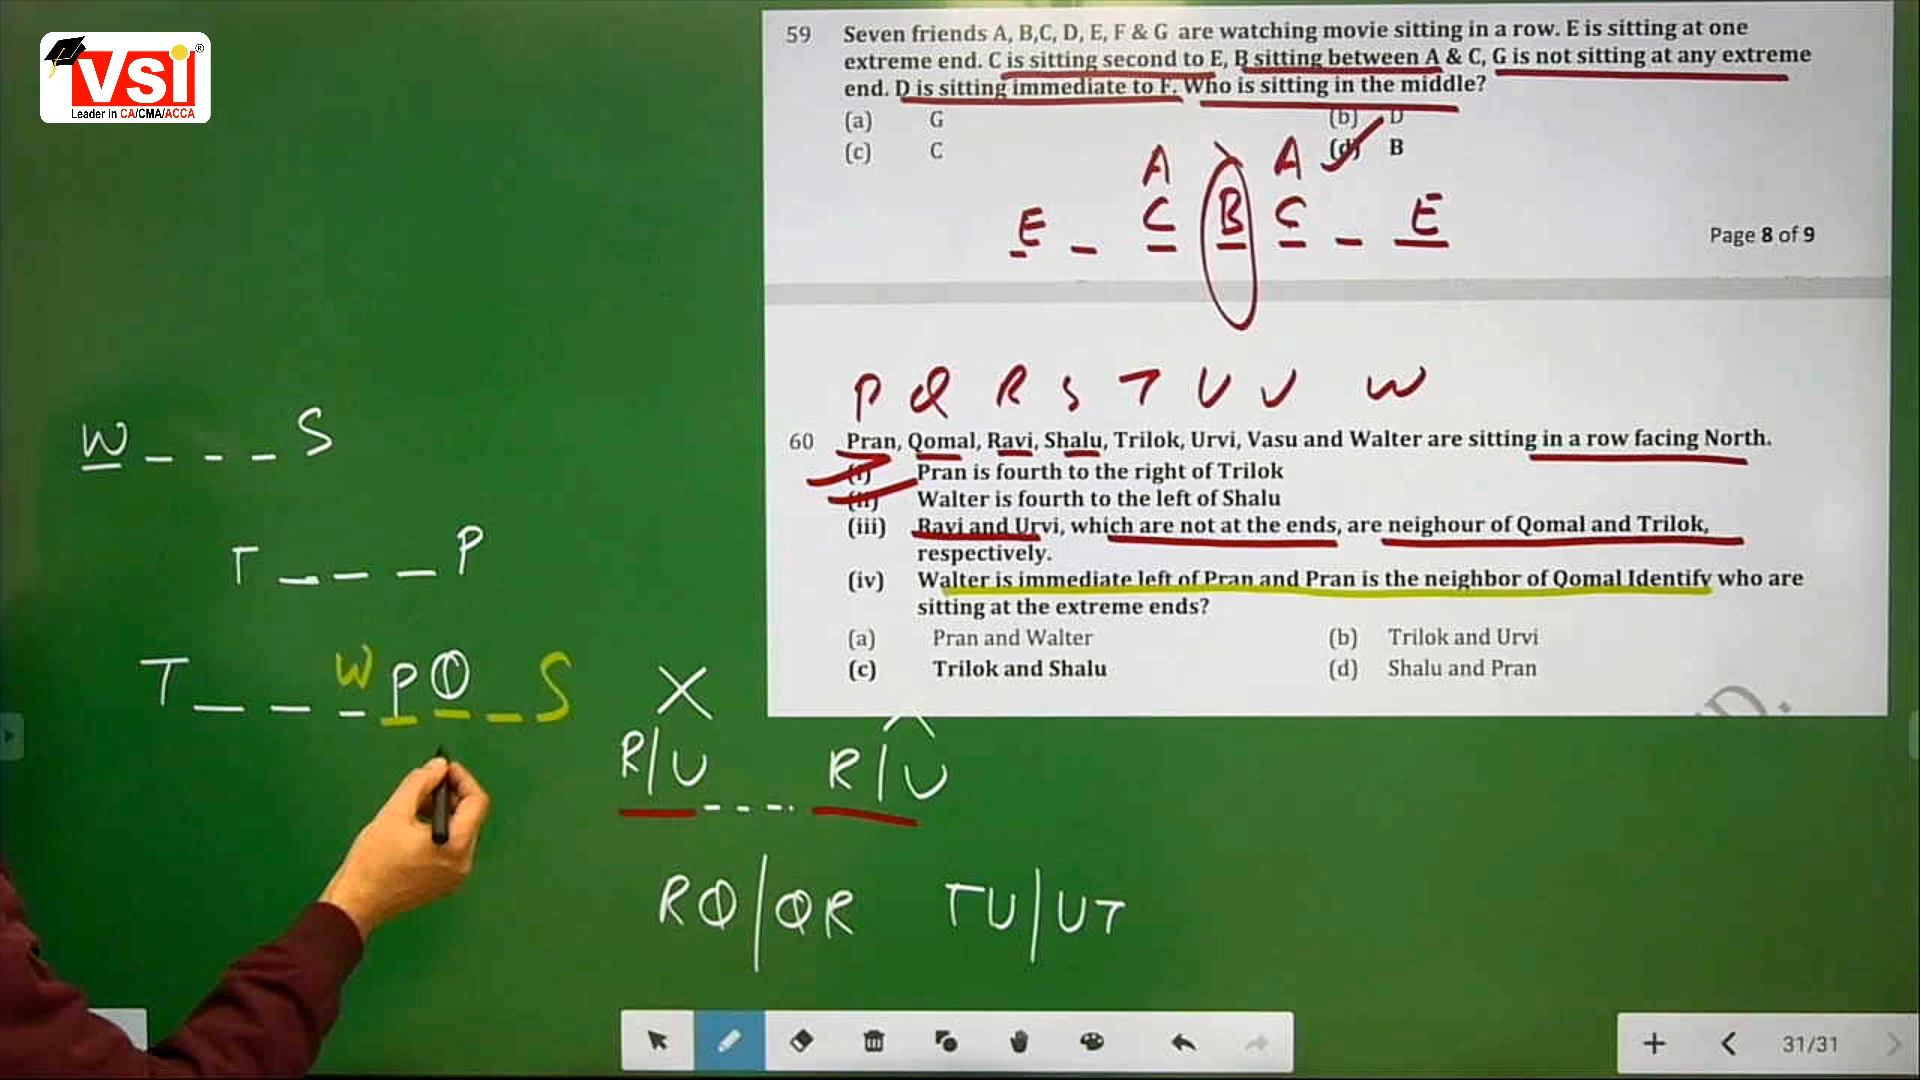 VSI ®
Leader in CA/CMA/ACCA
59 Seven friends A, B,C, D, E, F & G are watching movie sitting in a row. E is sitting at one
extreme end. C is sitting second to E, B sitting between A & C, G is not sitting at any extreme
end. D is sitting immediate to F. Who is sitting in the middle?
(a) G (b) D
(c) C (d) B
A A
E _ C B C _ E
Page 8 of 9
P Q R S T U V W
60 Pran, Qomal, Ravi, Shalu, Trilok, Urvi, Vasu and Walter are sitting in a row facing North.
(i) Pran is fourth to the right of Trilok
(ii) Walter is fourth to the left of Shalu
(iii) Ravi and Urvi, which are not at the ends, are neighour of Qomal and Trilok,
respectively.
(iv) Walter is immediate left of Pran and Pran is the neighbor of Qomal Identify who are
sitting at the extreme ends?
(a) Pran and Walter (b) Trilok and Urvi
(c) Trilok and Shalu (d) Shalu and Pran
D.
W _ _ _ S
T _ _ _ P
T _ _ _ W P Q _ S
X
R/U ---. R/U
RQ/QR TU/UT
31/31